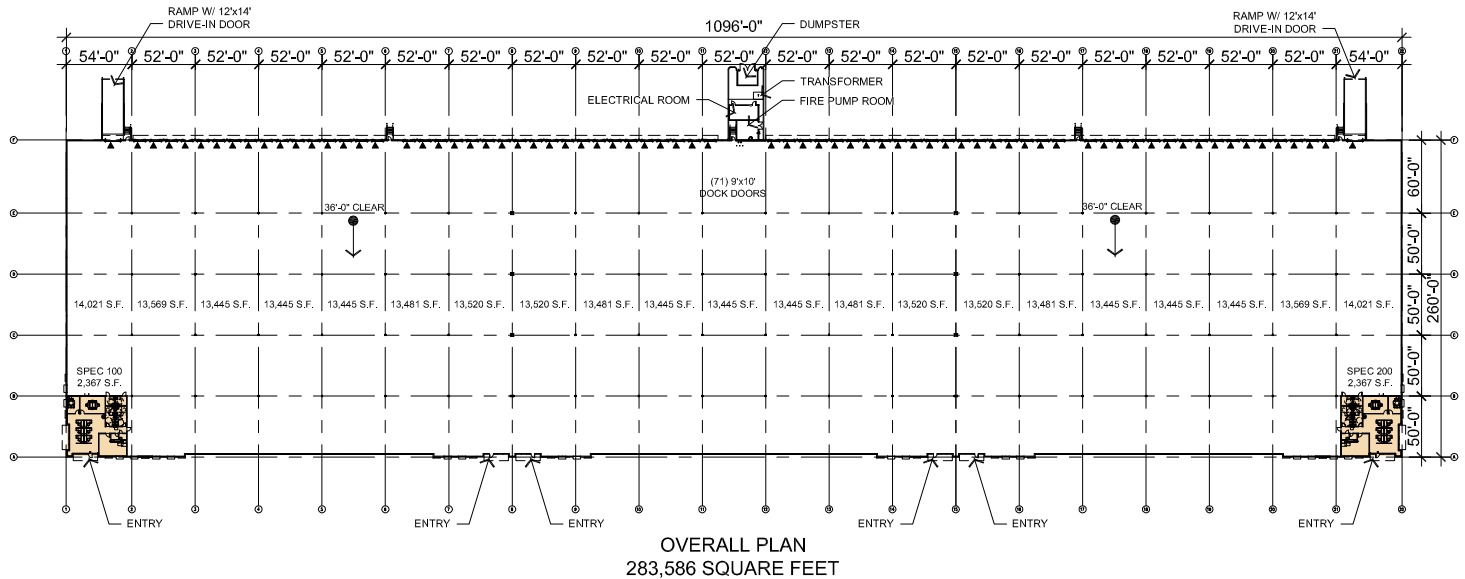 RAMP W/ 12'x14'
DRIVE-IN DOOR
1096'-0"
DUMPSTER
RAMP W/ 12'x14'
DRIVE-IN DOOR
54'-0" 52'-0" 52'-0" 52'-0" 52'-0" 52'-0" 52'-0" 52'-0" 52'-0" 52'-0" 52'-0" 52'-0" 52'-0" 52'-0" 52'-0" 52'-0" 52'-0" 52'-0" 52'-0" 52'-0" 54'-0"
TRANSFORMER
ELECTRICAL ROOM
FIRE PUMP ROOM
(71) 9'x10'
DOCK DOORS
60'-0"
36'-0" CLEAR
36'-0" CLEAR
50'-0"
14,021 S.F. 13,569 S.F. 13,445 S.F. 13,445 S.F. 13,445 S.F. 13,481 S.F. 13,520 S.F. 13,520 S.F. 13,481 S.F. 13,445 S.F. 13,445 S.F. 13,445 S.F. 13,481 S.F. 13,520 S.F. 13,520 S.F. 13,481 S.F. 13,445 S.F. 13,445 S.F. 13,445 S.F. 13,569 S.F. 14,021 S.F.
50'-0"
260'-0"
SPEC 100
2,367 S.F.
SPEC 200
2,367 S.F.
50'-0"
50'-0"
ENTRY
ENTRY
ENTRY
ENTRY
ENTRY
ENTRY
OVERALL PLAN
283,586 SQUARE FEET